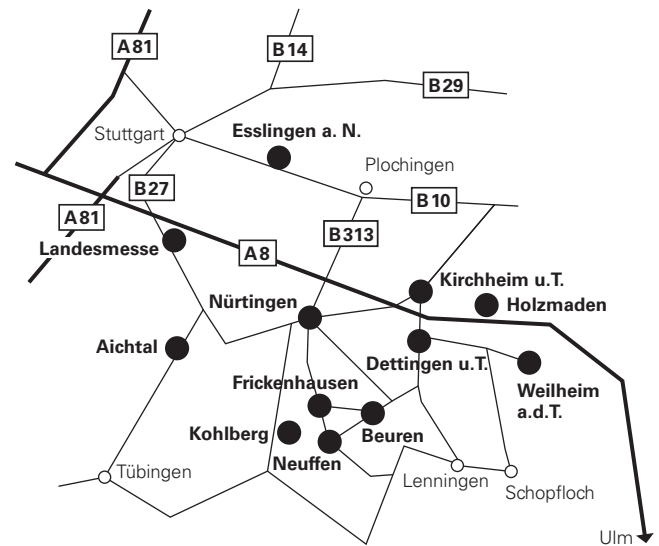 A81
B14
B29
Stuttgart
Esslingen a. N.
Plochingen
B27
B10
A81
B313
Landesmesse
A8
Kirchheim u.T.
Nürtingen
Holzmaden
Aichtal
Dettingen u.T.
Frickenhausen
Weilheim
a.d.T.
Kohlberg
Beuren
Neuffen
Tübingen
Lenningen
Schopfloch
Ulm